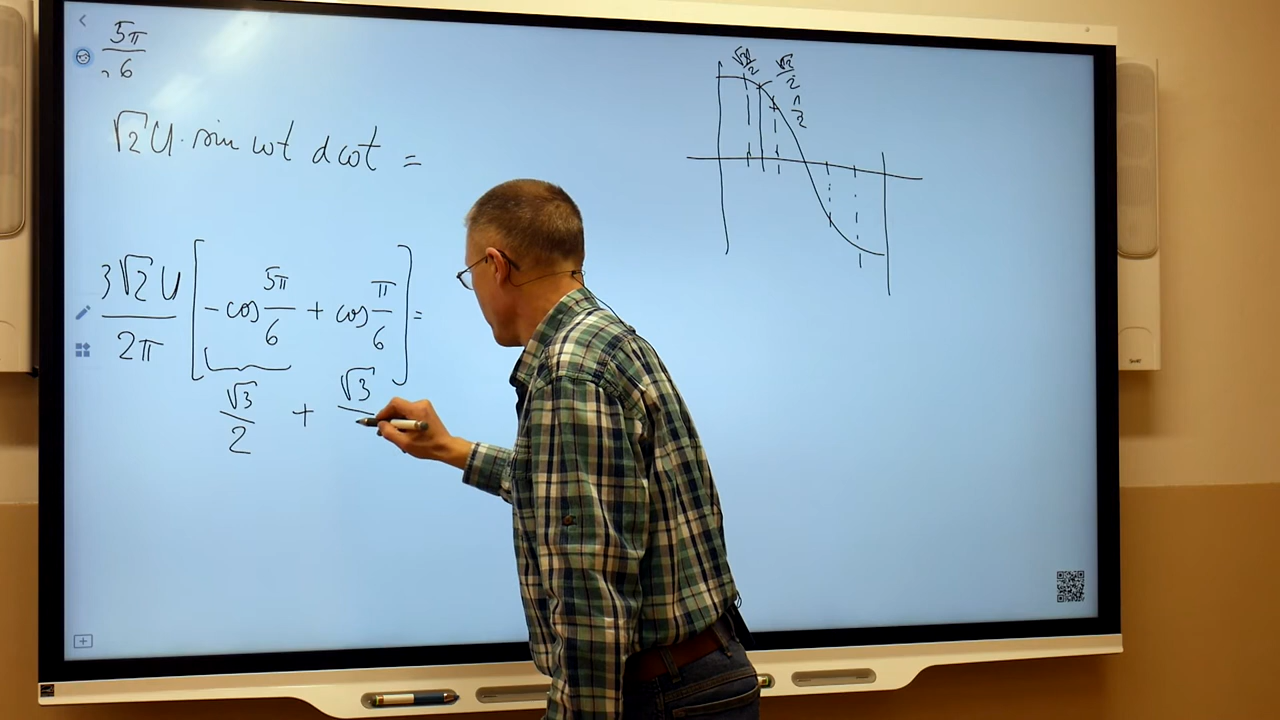 5π/6
√2 U · sin ωt dωt =
3√2 U/2π [-cos 5π/6 + cos π/6] =
√3/2 + √3
√2/2
√3/2
1/2